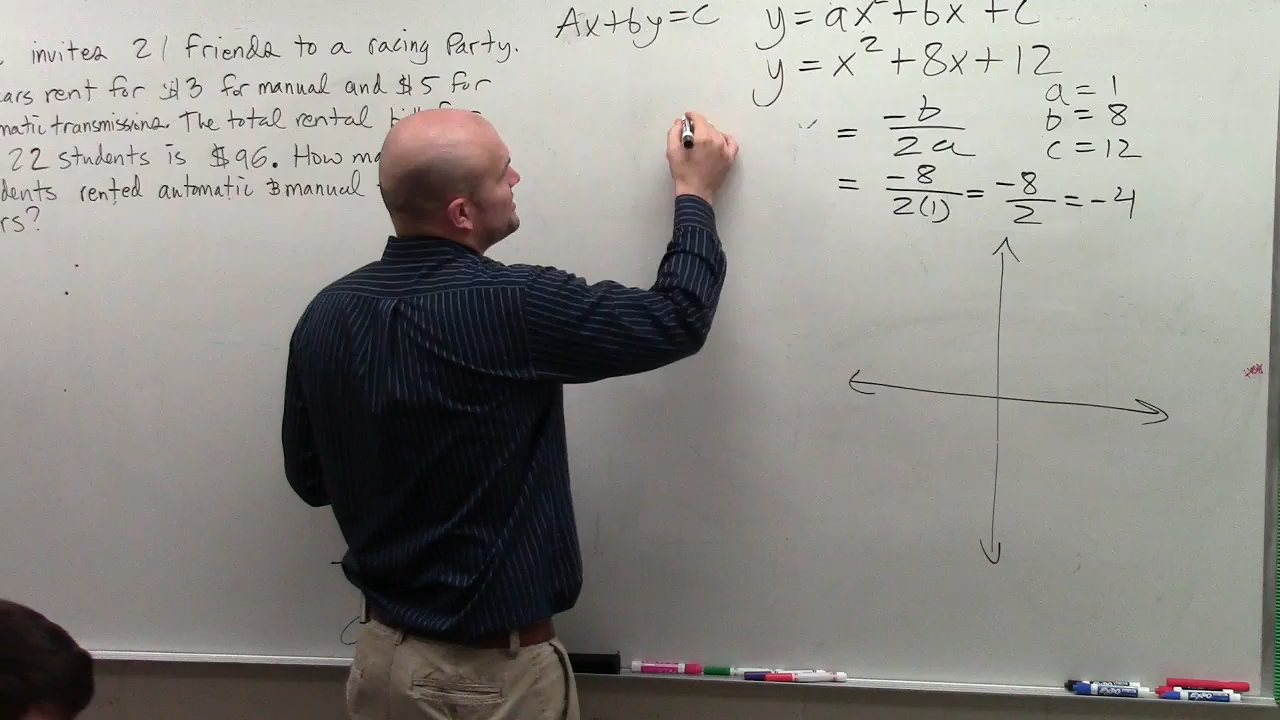 invites 21 friends to a racing Party.
ars rent for $3 for manual and $5 for
matic transmissions. The total rental
22 students is $96. How
dents rented automatic & manual
rs?
Ax+by=c
y=ax²+bx+c
y=x²+8x+12
a=1
b=8
c=12
= -b/2a
= -8/2(1) = -8/2 = -4
EXPO